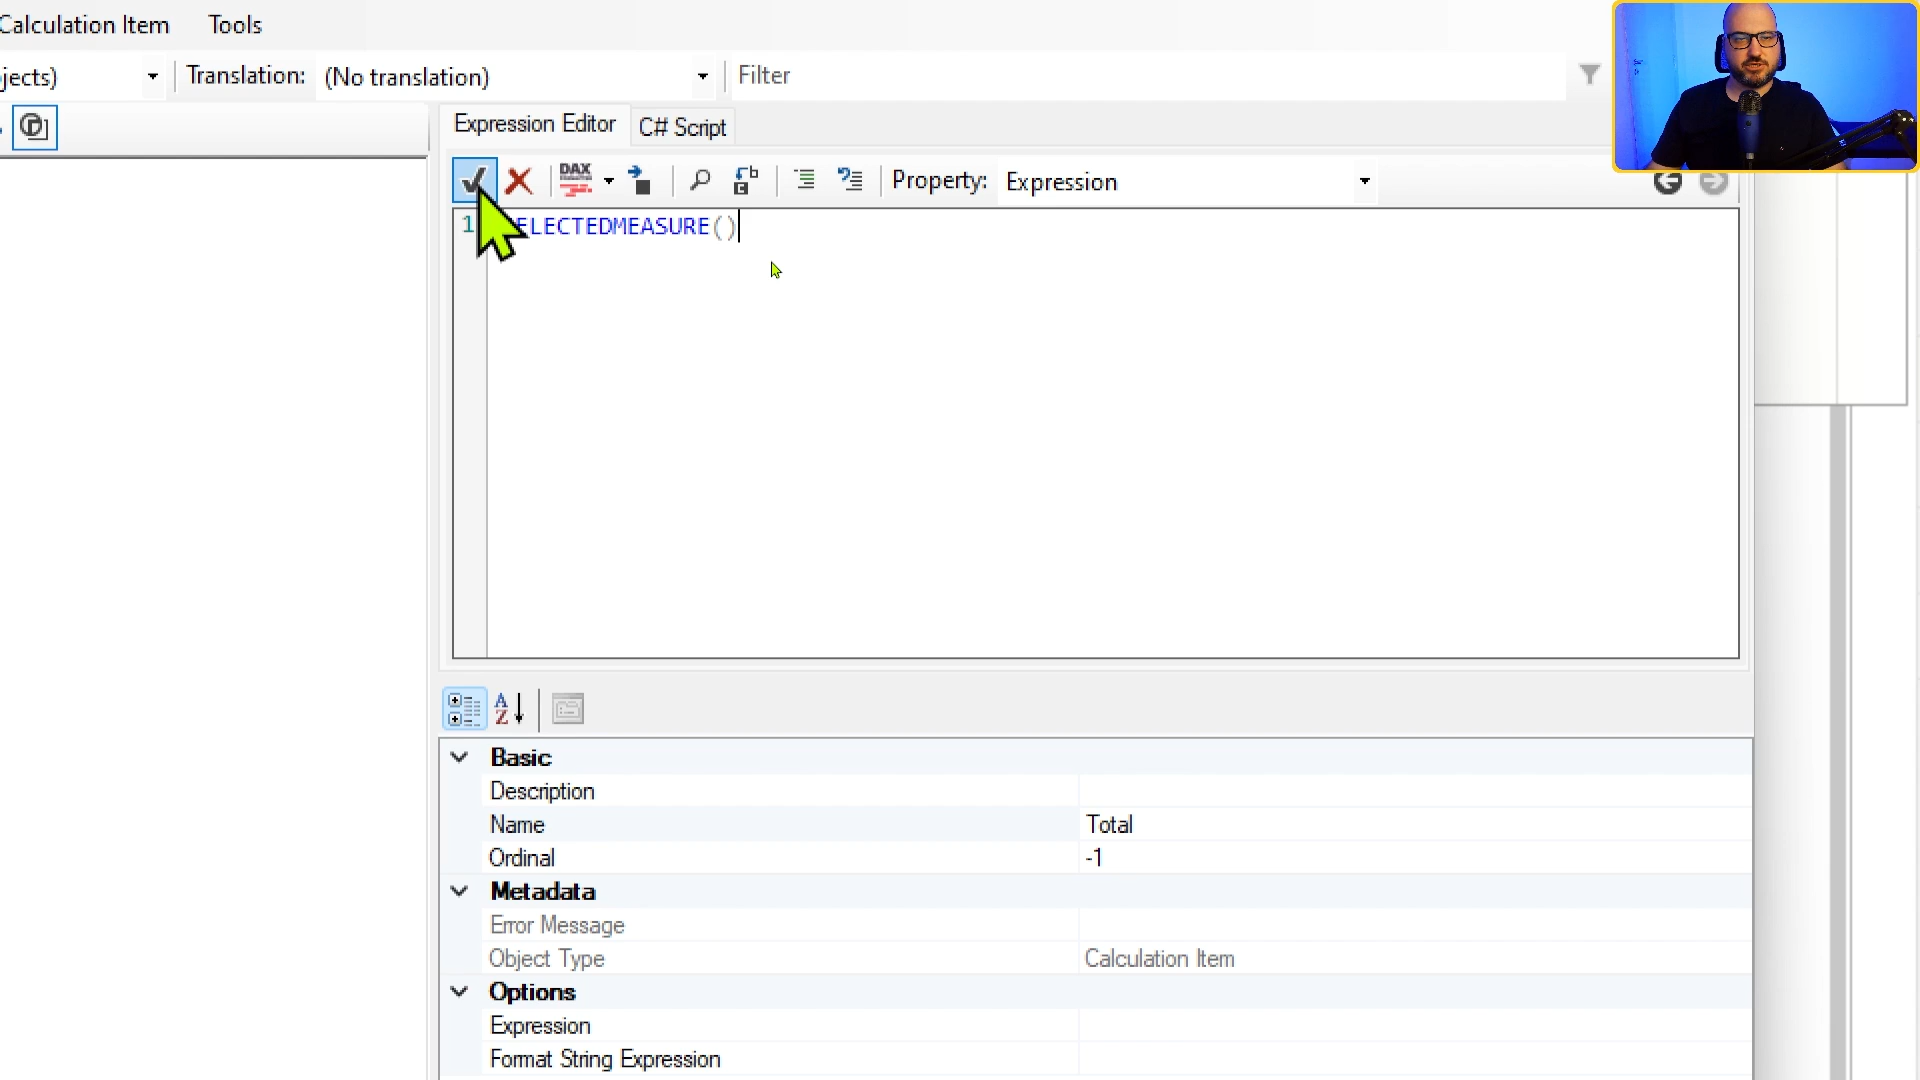 Calculation Item Tools
jects) Translation: (No translation) Filter
Expression Editor C# Script
DAX Property: Expression
1 ELECTEDMEASURE()
Basic
Description
Name Total
Ordinal -1
Metadata
Error Message
Object Type Calculation Item
Options
Expression
Format String Expression